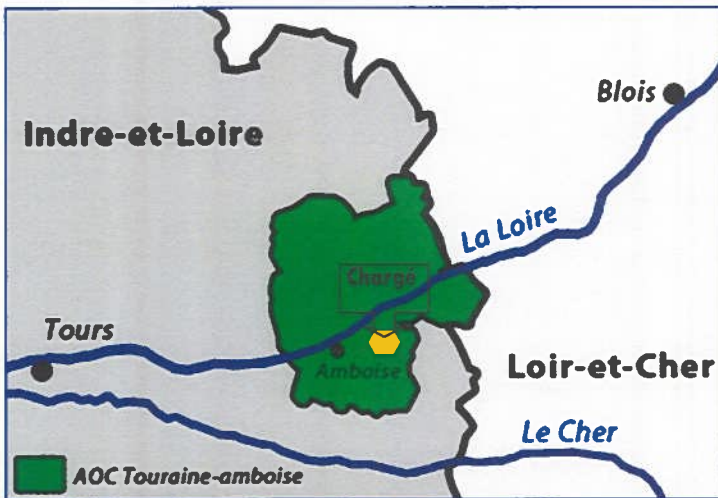 Blois
Indre-et-Loire
La Loire
Chargé
Tours
Amboise
Loir-et-Cher
Le Cher
AOC Touraine-amboise